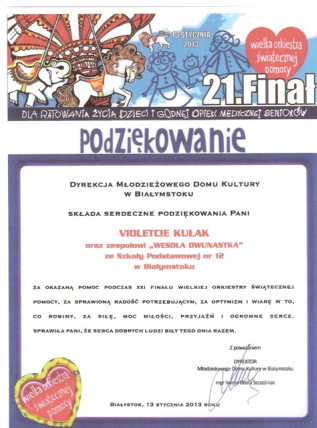 13 STYCZNIA
2013
wielka orkiestra
świątecznej
pomocy
21.Finał
DLA RATOWANIA ŻYCIA DZIECI I GODNEJ OPIEKI MEDYCZNEJ SENIORÓW
PODZIĘKOWANIE
DYREKCJA MŁODZIEŻOWEGO DOMU KULTURY
W BIAŁYMSTOKU
SKŁADA SERDECZNE PODZIĘKOWANIA PANI
VIOLETCIE KUŁAK
oraz zespołowi „WESOŁA DWUNASTKA”
ze Szkoły Podstawowej nr 12
w Białymstoku
ZA OKAZANĄ POMOC PODCZAS XXI FINAŁU WIELKIEJ ORKIESTRY ŚWIĄTECZNEJ
POMOCY, ZA SPRAWIONĄ RADOŚĆ POTRZEBUJĄCYM, ZA OPTYMIZM I WIARĘ W TO,
CO ROBIMY, ZA SIŁĘ, MOC MIŁOŚCI, PRZYJAŹŃ I OGROMNE SERCE.
SPRAWIŁA PANI, ŻE SERCA DOBRYCH LUDZI BIŁY TEGO DNIA RAZEM.
Z poważaniem
DYREKTOR
Młodzieżowego Domu Kultury w Białymstoku
mgr Iwona Beata Szcześniak
wielka orkiestra
świątecznej
pomocy
BIAŁYSTOK, 13 STYCZNIA 2013 ROKU